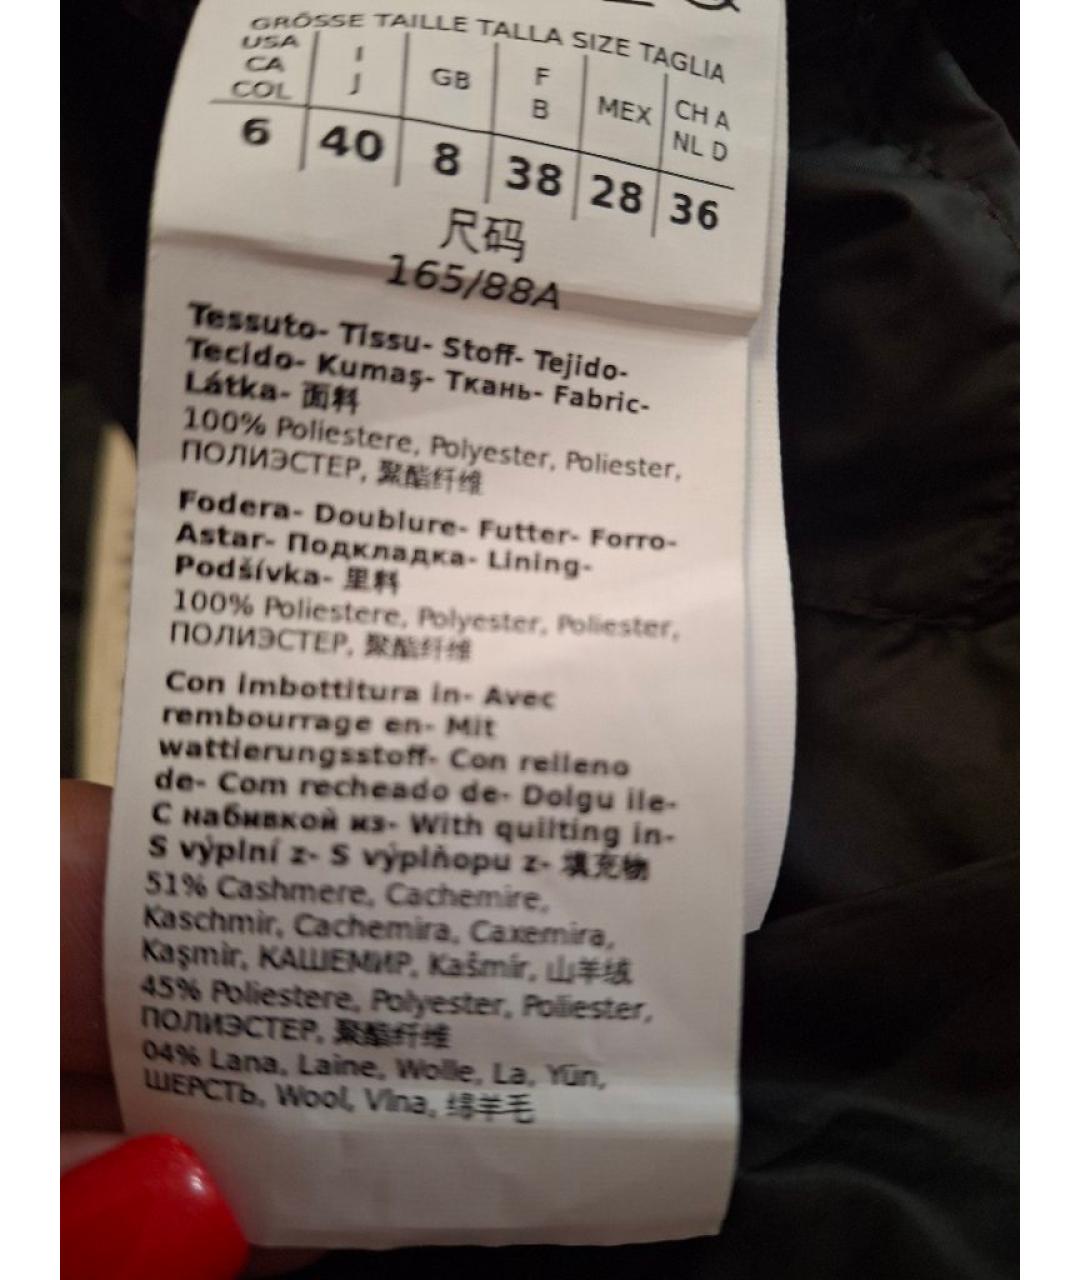 GRÖSSE TAILLE TALLA SIZE TAGLIA
USA CA COL
I J
GB
F B
MEX
CH A NL D
6 40 8 38 28 36
尺码
165/88A
Tessuto- Tissu- Stoff- Tejido-
Tecido- Kumaş- Ткань- Fabric-
Látka- 面料
100% Poliestere, Polyester, Poliester,
ПОЛИЭСТЕР, 聚酯纤维
Fodera- Doublure- Futter- Forro-
Astar- Подкладка- Lining-
Podšívka- 里料
100% Poliestere, Polyester, Poliester,
ПОЛИЭСТЕР, 聚酯纤维
Con imbottitura in- Avec
rembourrage en- Mit
wattierungsstoff- Con relleno
de- Com recheado de- Dolgu ile-
С набивкой из- With quilting in-
S výplní z- S výplňopu z- 填充物
51% Cashmere, Cachemire,
Kaschmir, Cachemira, Caxemira,
Kaşmir, КАШЕМИР, Kašmír, 山羊绒
45% Poliestere, Polyester, Poliester,
ПОЛИЭСТЕР, 聚酯纤维
04% Lana, Laine, Wolle, La, Yün,
ШЕРСТЬ, Wool, Vlna, 绵羊毛